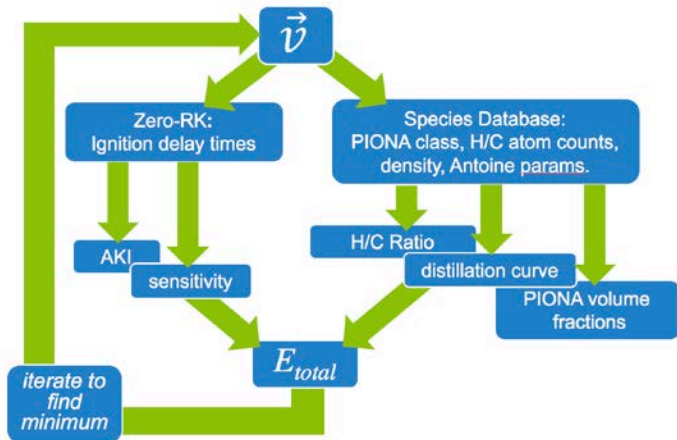 v
Zero-RK:
Ignition delay times
Species Database:
PIONA class, H/C atom counts,
density, Antoine params.
AKI
sensitivity
H/C Ratio
distillation curve
PIONA volume
fractions
E_total
iterate to
find
minimum